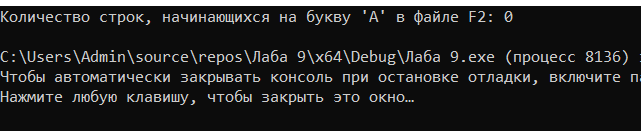 Количество строк, начинающихся на букву 'А' в файле F2: 0
C:\Users\Admin\source\repos\Лаба 9\x64\Debug\Лаба 9.exe (процесс 8136)
Чтобы автоматически закрывать консоль при остановке отладки, включите
Нажмите любую клавишу, чтобы закрыть это окно…